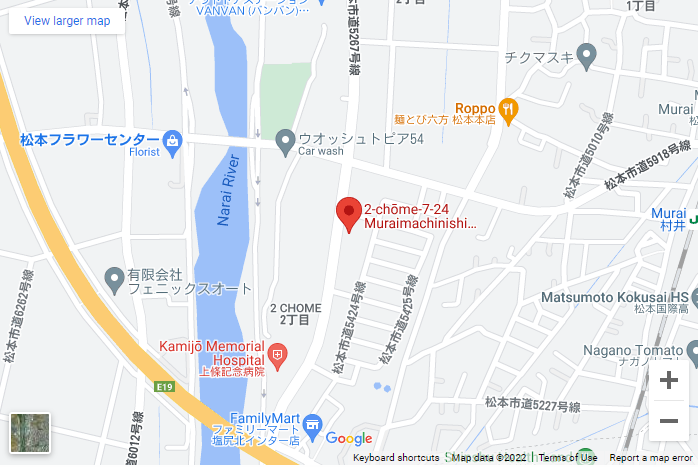 View larger map
VANVAN (バンバン)...
2丁目
1丁目
松本市道5267号線
チクマスキ
Roppo
麺とび六方 松本本店
Murai
松本フラワーセンター
Florist
ウオッシュトピア54
Car wash
松本市道5010号線
松本市道5918号線
Narai River
2-chōme-7-24
Muraimachinishi...
Murai
村井
有限会社
フェニックスオート
松本市道6262号線
2 CHOME
2丁目
松本市道5424号線
松本市道5425号線
Matsumoto Kokusai HS
松本国際高
Kamijō Memorial
Hospital
上條記念病院
Nagano Tomato
E19
松本市道5227号線
FamilyMart
ファミリーマート
塩尻北インター店
市道6012号線
Google
Keyboard shortcuts
Map data ©2022
Terms of Use
Report a map error